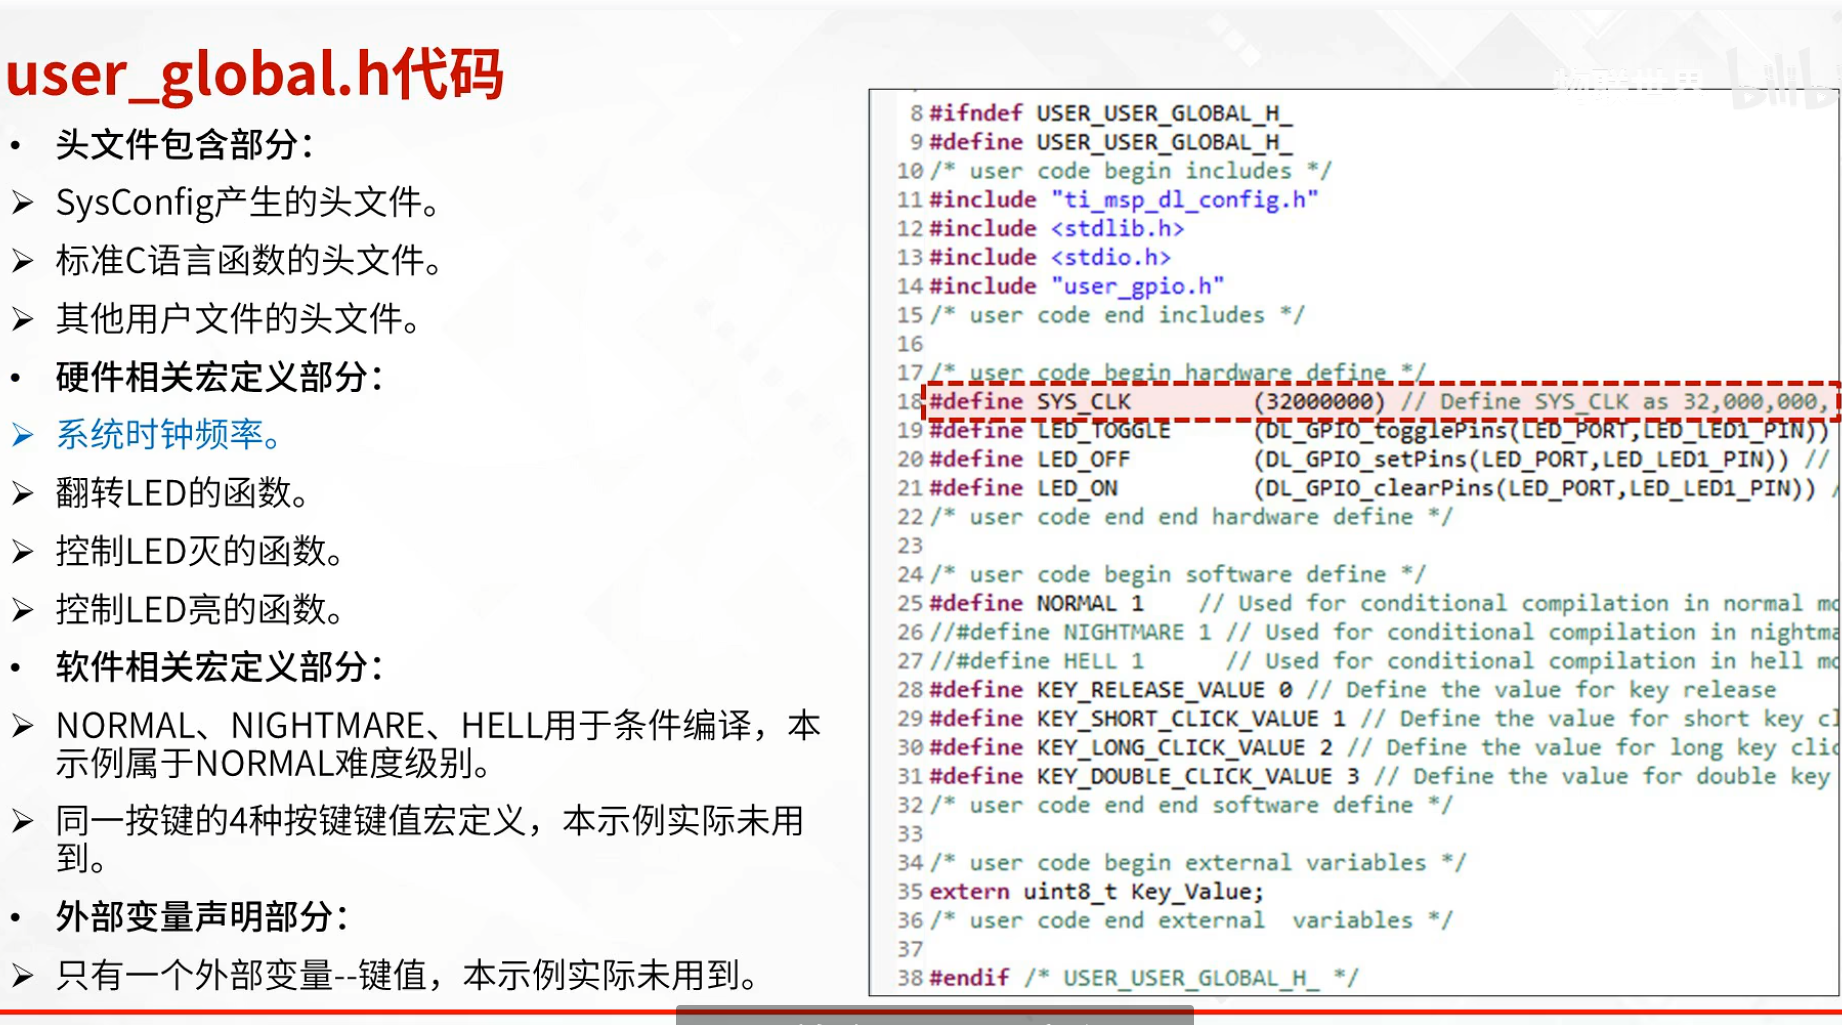 user_global.h代码
• 头文件包含部分：
➢ SysConfig产生的头文件。
➢ 标准C语言函数的头文件。
➢ 其他用户文件的头文件。
• 硬件相关宏定义部分：
➢ 系统时钟频率。
➢ 翻转LED的函数。
➢ 控制LED灭的函数。
➢ 控制LED亮的函数。
• 软件相关宏定义部分：
➢ NORMAL、NIGHTMARE、HELL用于条件编译，本
示例属于NORMAL难度级别。
➢ 同一按键的4种按键键值宏定义，本示例实际未用
到。
• 外部变量声明部分：
➢ 只有一个外部变量--键值，本示例实际未用到。
bilib
8 #ifndef USER_USER_GLOBAL_H_
9 #define USER_USER_GLOBAL_H_
10 /* user code begin includes */
11 #include "ti_msp_dl_config.h"
12 #include <stdlib.h>
13 #include <stdio.h>
14 #include "user_gpio.h"
15 /* user code end includes */
16
17 /* user code begin hardware define */
18 #define SYS_CLK (32000000) // Define SYS_CLK as 32,000,000,
19 #define LED_TOGGLE (DL_GPIO_togglePins(LED_PORT,LED_LED1_PIN))
20 #define LED_OFF (DL_GPIO_setPins(LED_PORT,LED_LED1_PIN)) //
21 #define LED_ON (DL_GPIO_clearPins(LED_PORT,LED_LED1_PIN)) /
22 /* user code end end hardware define */
23
24 /* user code begin software define */
25 #define NORMAL 1 // Used for conditional compilation in normal mo
26 //#define NIGHTMARE 1 // Used for conditional compilation in nightma
27 //#define HELL 1 // Used for conditional compilation in hell mo
28 #define KEY_RELEASE_VALUE 0 // Define the value for key release
29 #define KEY_SHORT_CLICK_VALUE 1 // Define the value for short key cl
30 #define KEY_LONG_CLICK_VALUE 2 // Define the value for long key clic
31 #define KEY_DOUBLE_CLICK_VALUE 3 // Define the value for double key
32 /* user code end end software define */
33
34 /* user code begin external variables */
35 extern uint8_t Key_Value;
36 /* user code end external  variables */
37
38 #endif /* USER_USER_GLOBAL_H_ */